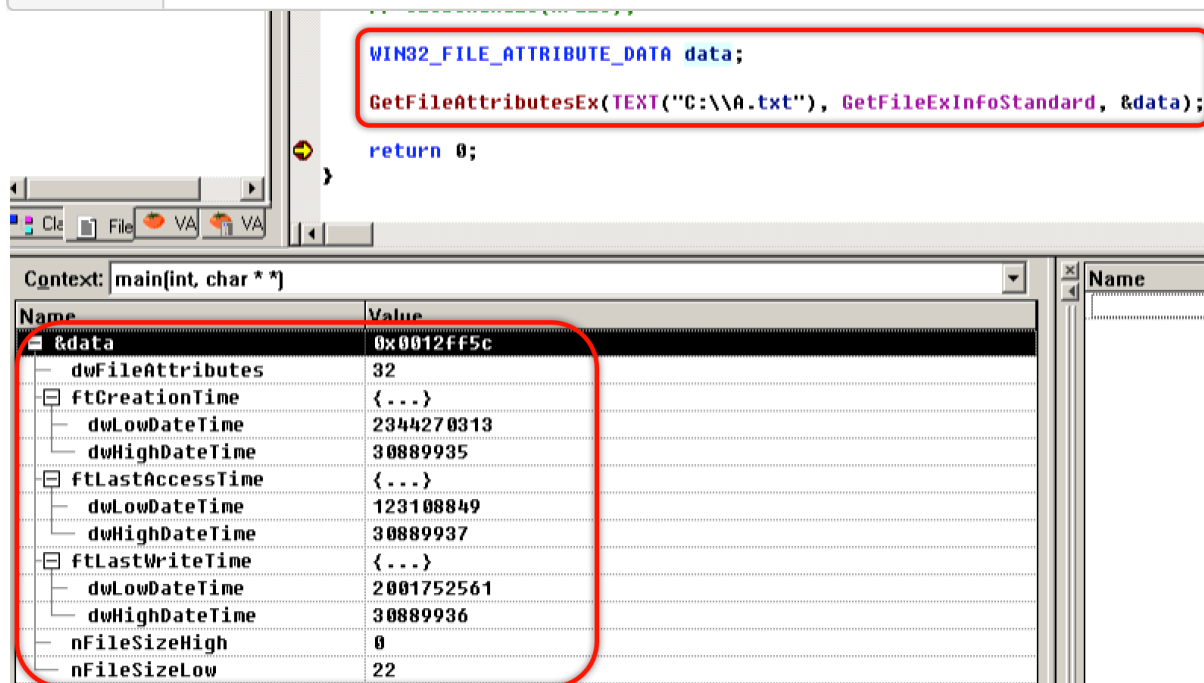 WIN32_FILE_ATTRIBUTE_DATA data;
GetFileAttributesEx(TEXT("C:\\A.txt"), GetFileExInfoStandard, &data);
return 0;
}
Cla File VA VA
Context: main(int, char * *)
Name
Name Value
&data 0x0012ff5c
dwFileAttributes 32
ftCreationTime {...}
dwLowDateTime 2344270313
dwHighDateTime 30889935
ftLastAccessTime {...}
dwLowDateTime 123108849
dwHighDateTime 30889937
ftLastWriteTime {...}
dwLowDateTime 2001752561
dwHighDateTime 30889936
nFileSizeHigh 0
nFileSizeLow 22